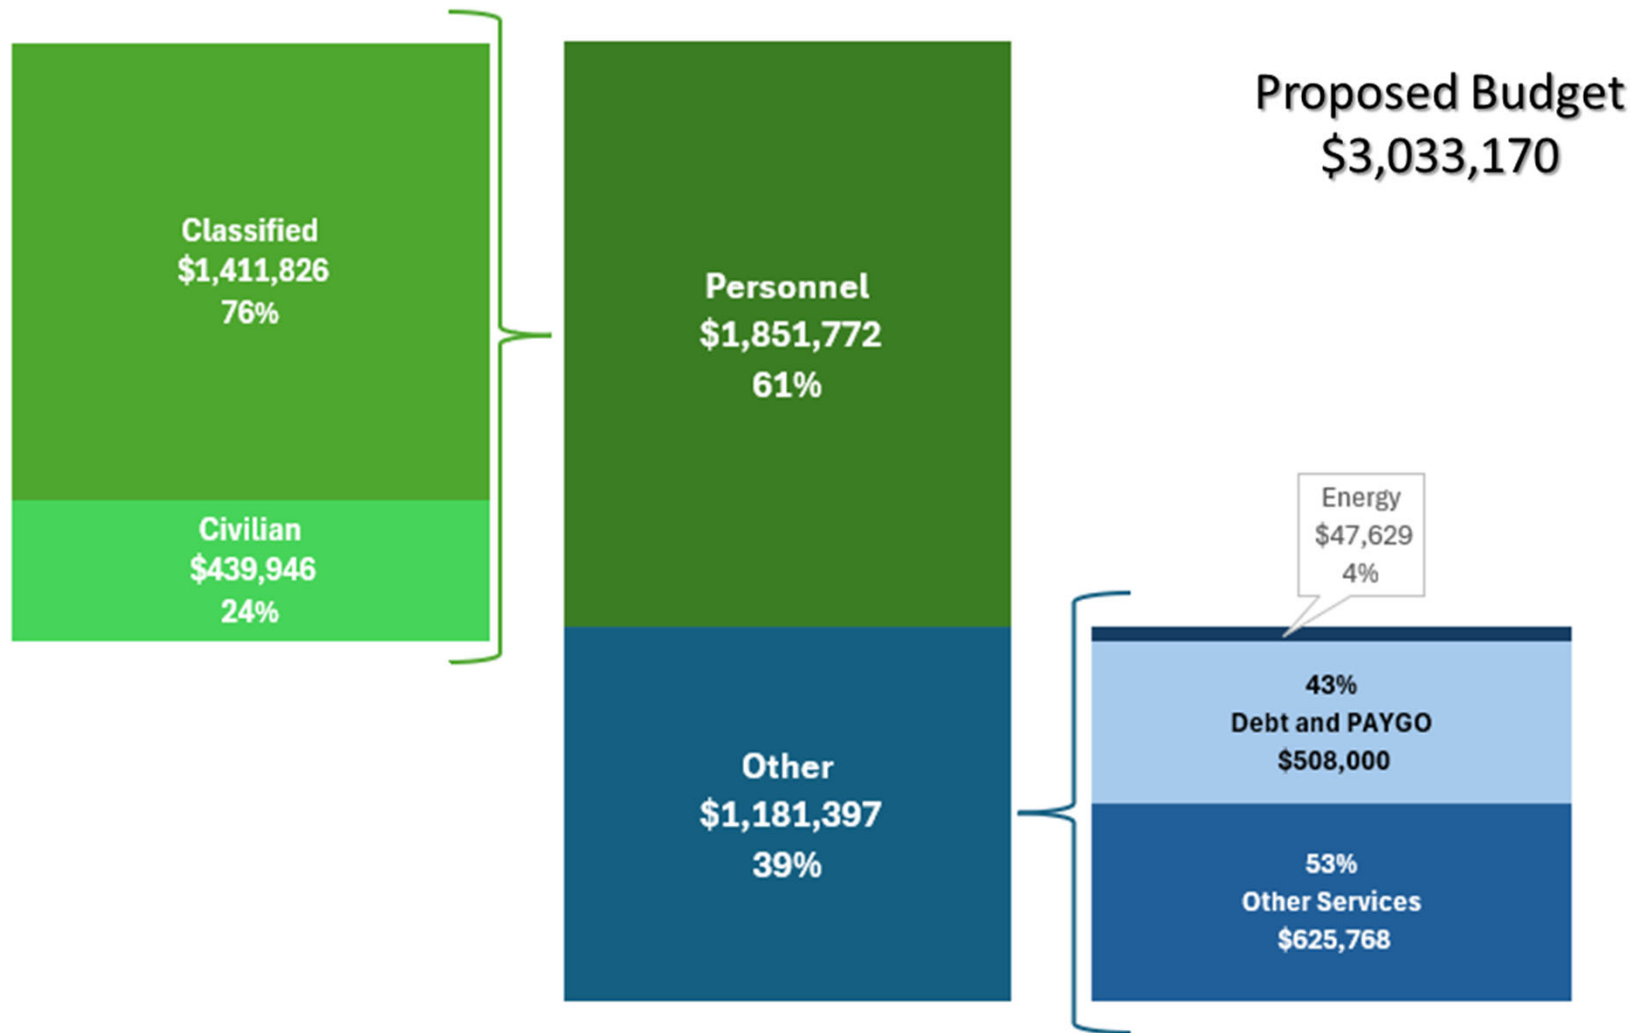 Proposed Budget
$3,033,170
Classified
$1,411,826
76%
Civilian
$439,946
24%
Personnel
$1,851,772
61%
Other
$1,181,397
39%
Energy
$47,629
4%
43%
Debt and PAYGO
$508,000
53%
Other Services
$625,768